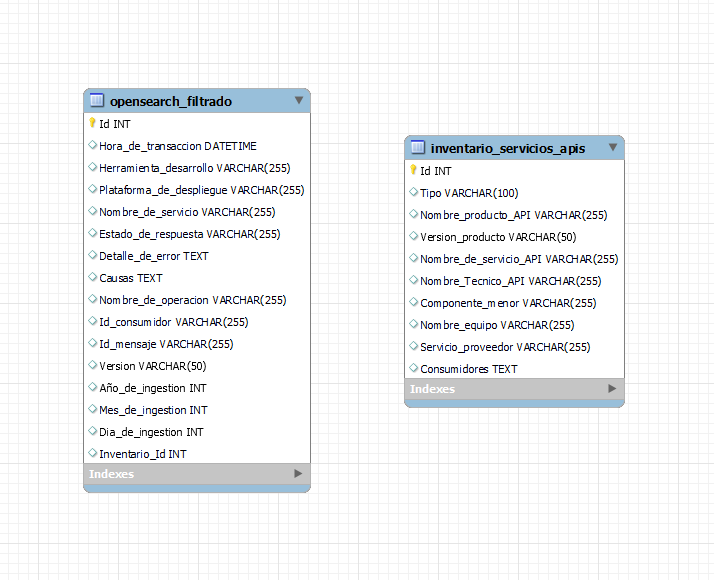 opensearch_filtrado
Id INT
Hora_de_transaccion DATETIME
Herramienta_desarrollo VARCHAR(255)
Plataforma_de_despliegue VARCHAR(255)
Nombre_de_servicio VARCHAR(255)
Estado_de_respuesta VARCHAR(255)
Detalle_de_error TEXT
Causas TEXT
Nombre_de_operacion VARCHAR(255)
Id_consumidor VARCHAR(255)
Id_mensaje VARCHAR(255)
Version VARCHAR(50)
Año_de_ingestion INT
Mes_de_ingestion INT
Dia_de_ingestion INT
Inventario_Id INT
Indexes
inventario_servicios_apis
Id INT
Tipo VARCHAR(100)
Nombre_producto_API VARCHAR(255)
Version_producto VARCHAR(50)
Nombre_de_servicio_API VARCHAR(255)
Nombre_Tecnico_API VARCHAR(255)
Componente_menor VARCHAR(255)
Nombre_equipo VARCHAR(255)
Servicio_proveedor VARCHAR(255)
Consumidores TEXT
Indexes